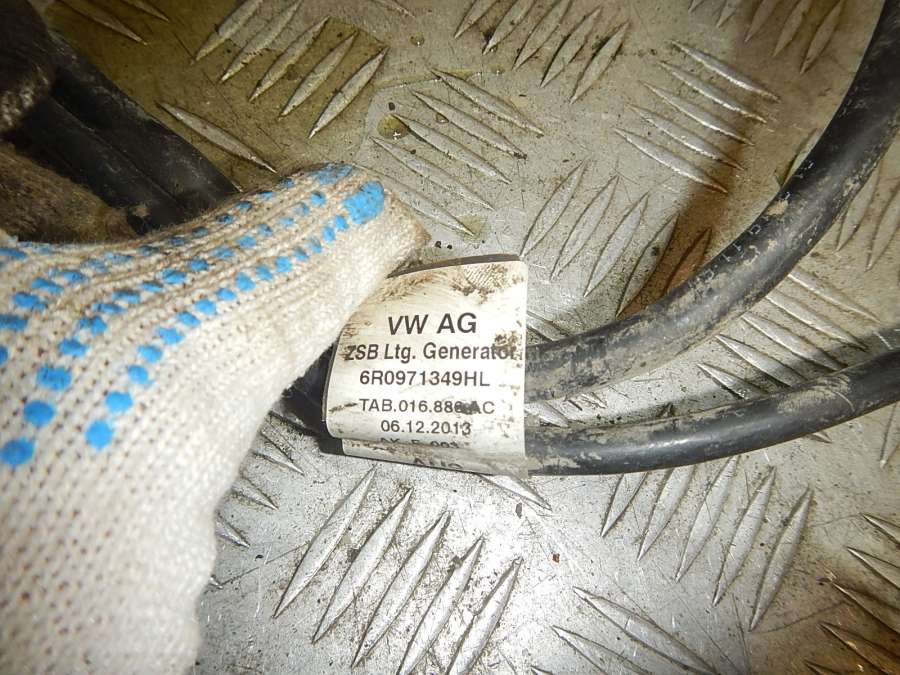 VW AG
ZSB Ltg. Generator
6R0971349HL
TAB.016.886.AC
06.12.2013